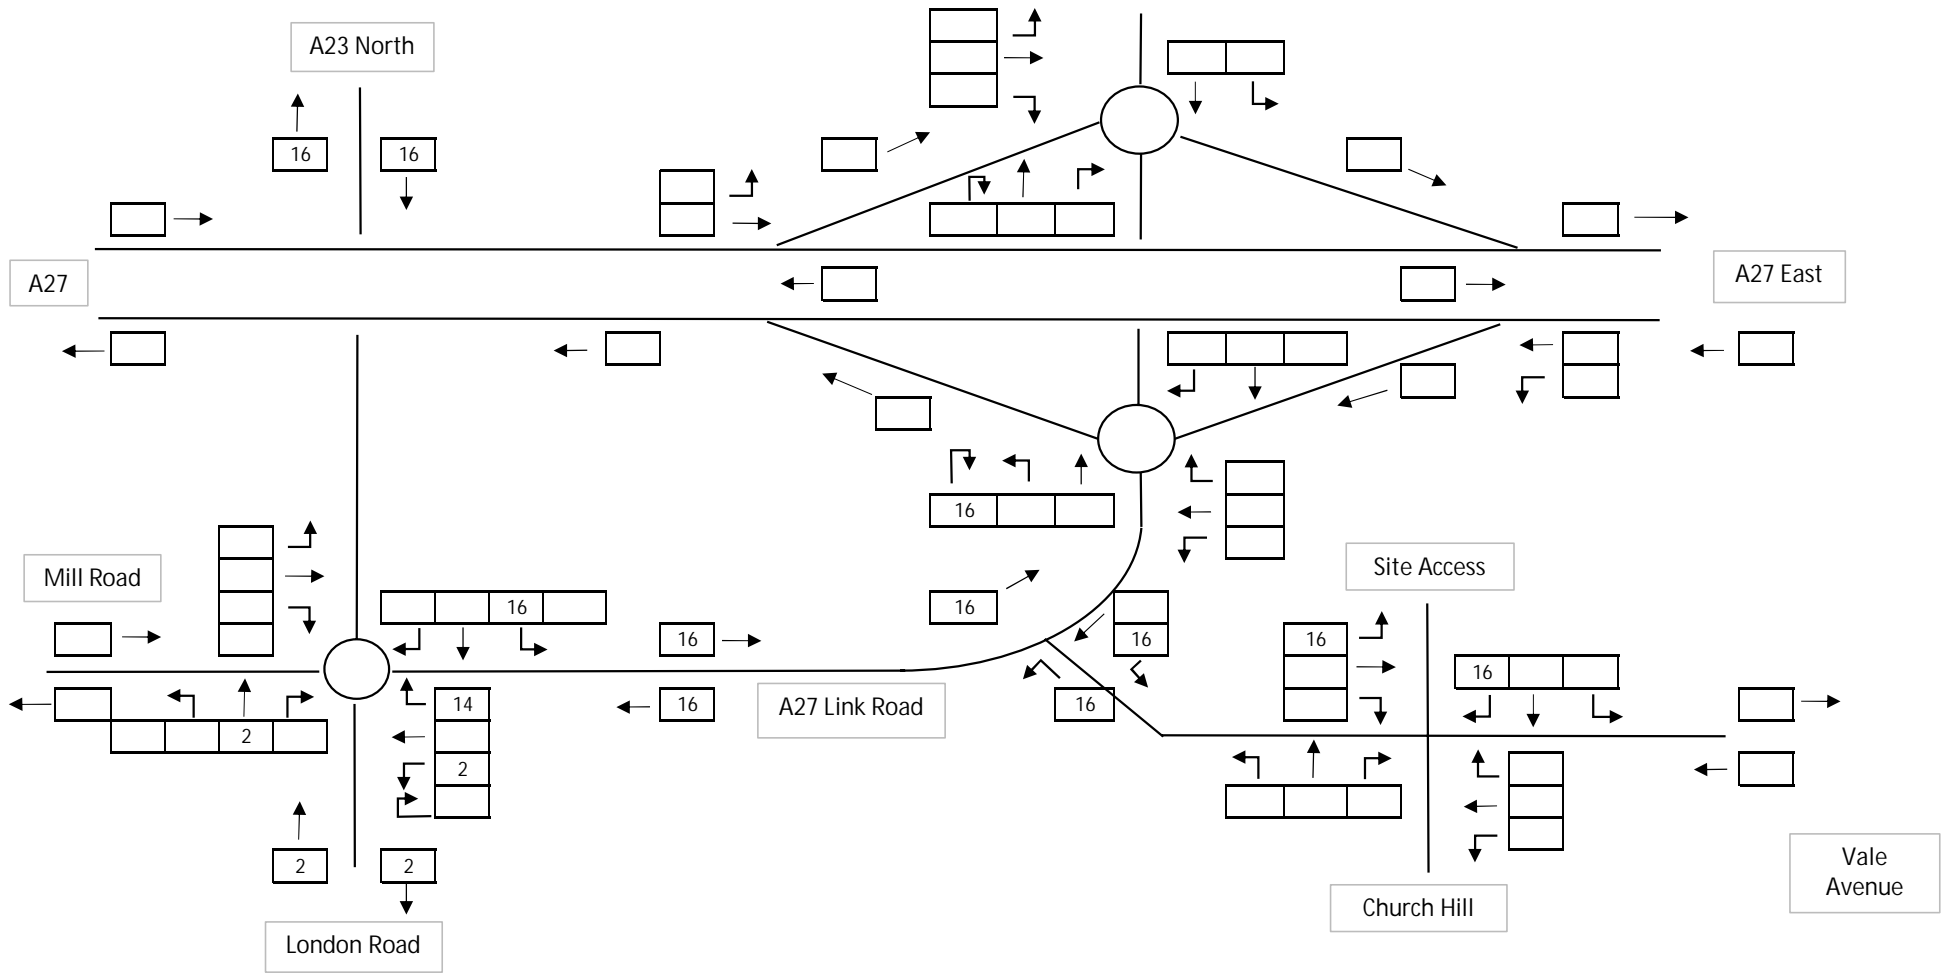 A23 North
16
16
A27
A27 East
16
Mill Road
Site Access
16
16
16
16
16
16
14
16
A27 Link Road
16
2
2
2
2
Vale
Avenue
Church Hill
London Road